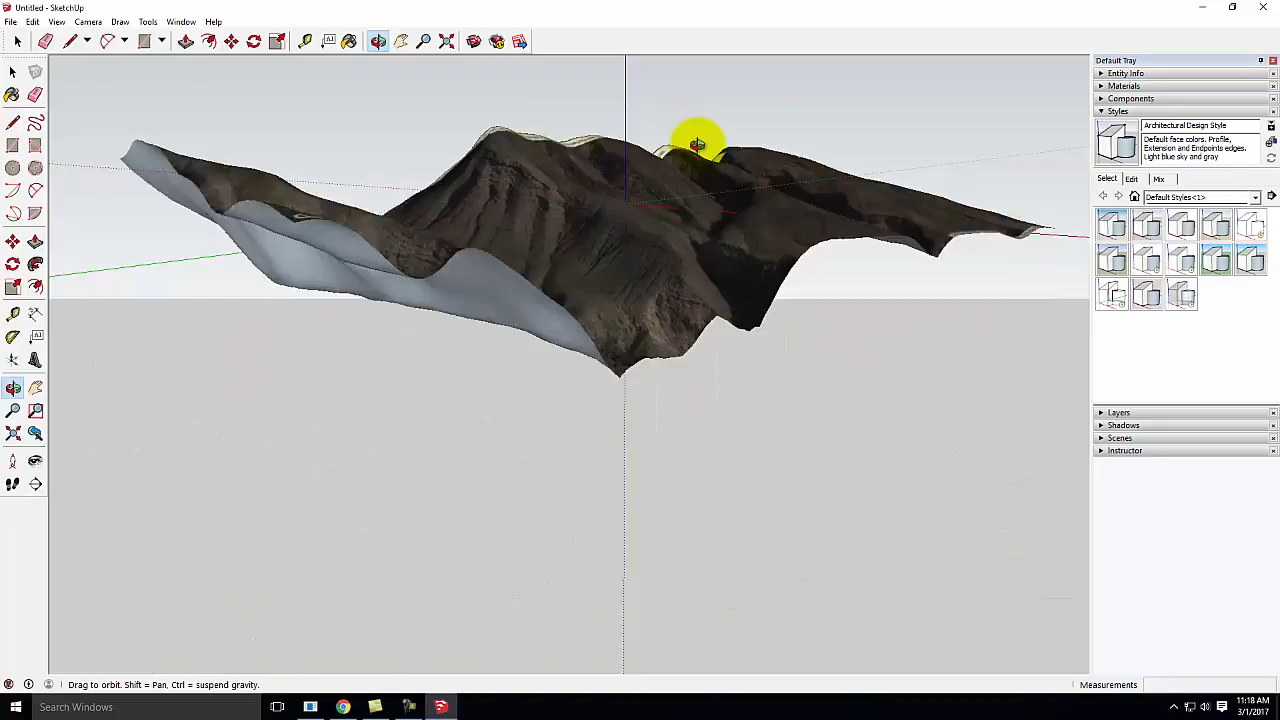 Untitled - SketchUp
File Edit View Camera Draw Tools Window Help
Default Tray
Entity Info
Materials
Components
Styles
Architectural Design Style
Default face colors. Profile,
Extension and Endpoints edges.
Light blue sky and gray
Select Edit Mix
Default Styles<1>
Layers
Shadows
Scenes
Instructor
Drag to orbit. Shift = Pan, Ctrl = suspend gravity.
Measurements
Search Windows
11:18 AM
3/1/2017